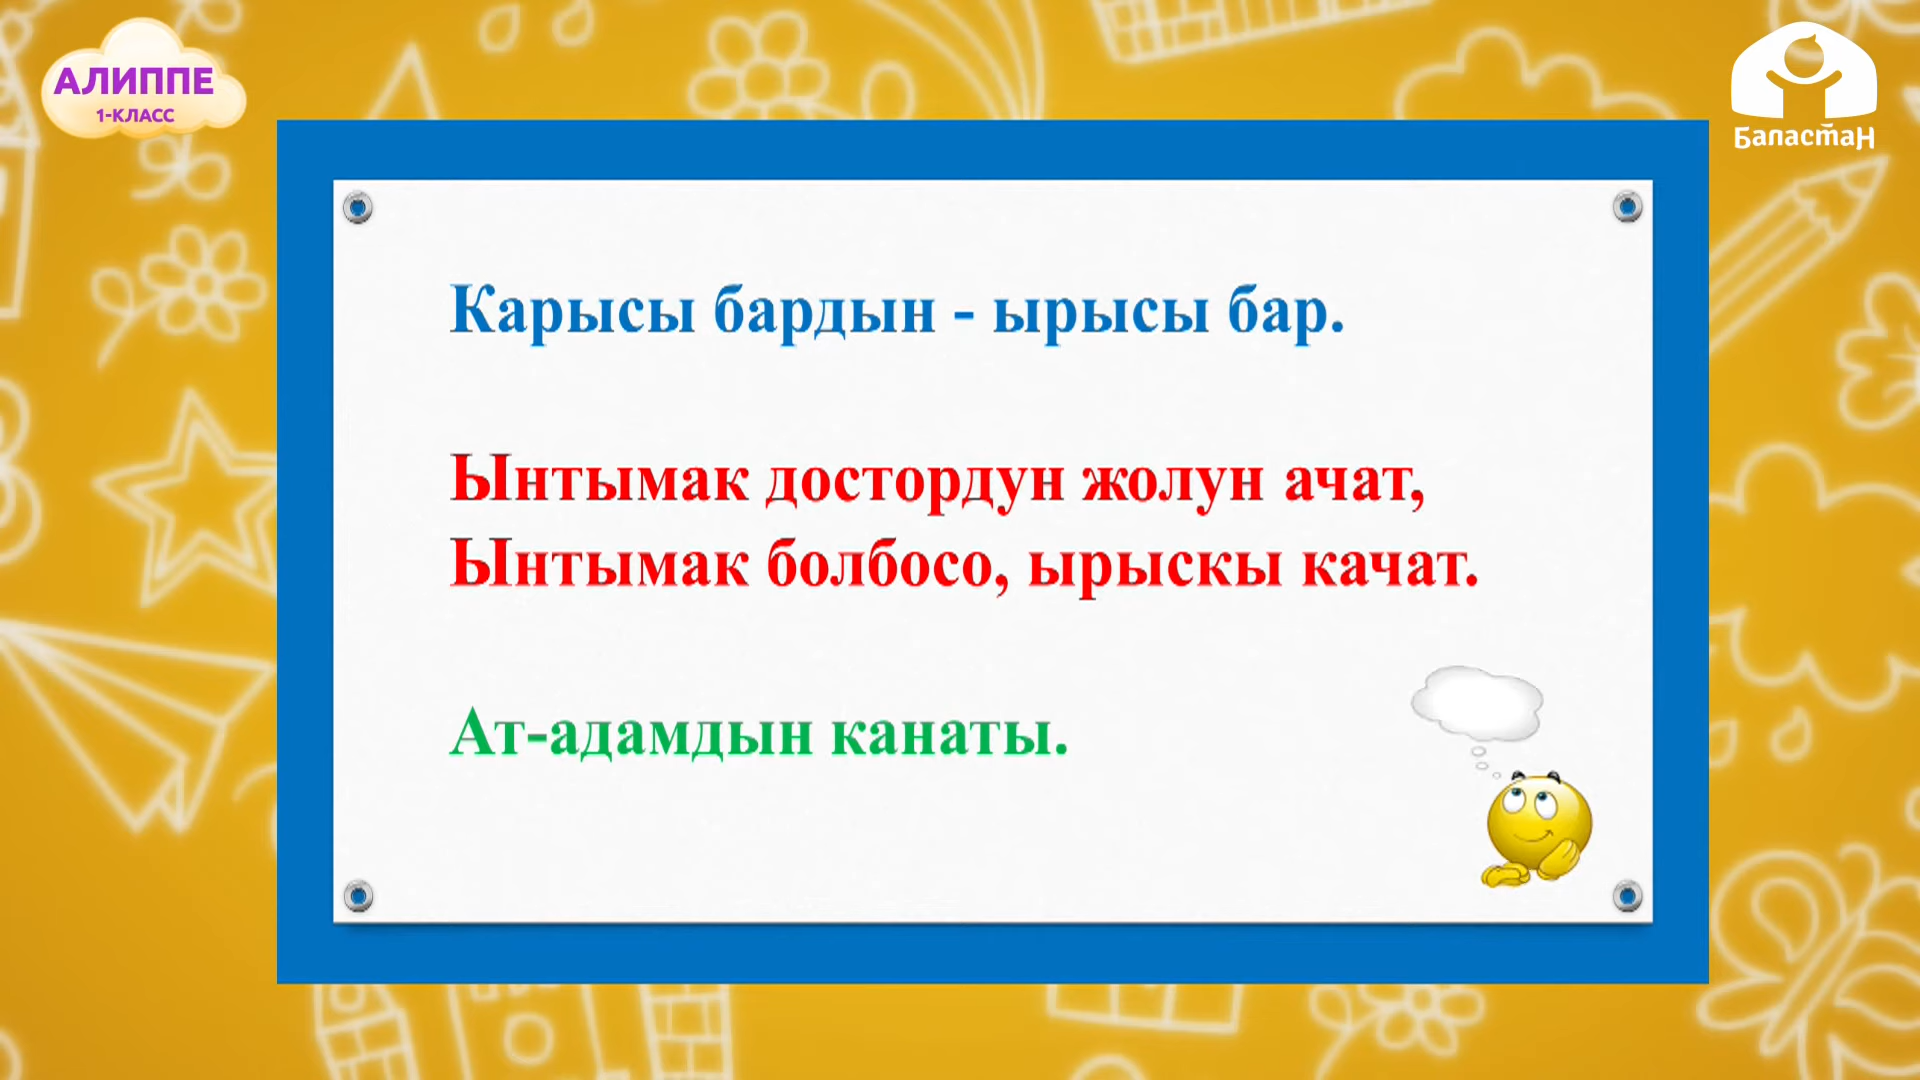 АЛИППЕ
1-КЛАСС
Баластан
Карысы бардын - ырысы бар.
Ынтымак достордун жолун ачат,
Ынтымак болбосо, ырыскы качат.
Ат-адамдын канаты.